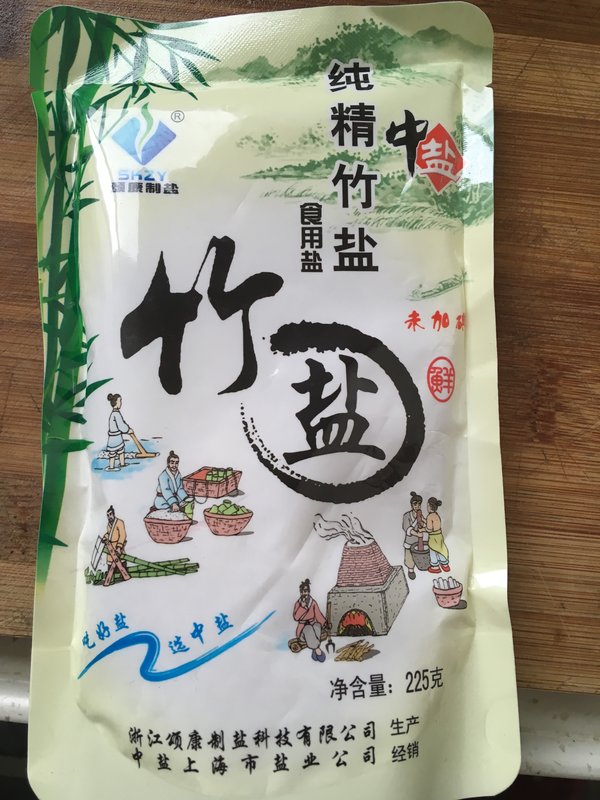 ®
SKZY
颂康制盐
纯精竹盐
食用盐
中盐
竹盐
未加碘
鲜
吃好盐
选中盐
净含量：225克
浙江颂康制盐科技有限公司 生产
中盐上海市盐业公司 经销